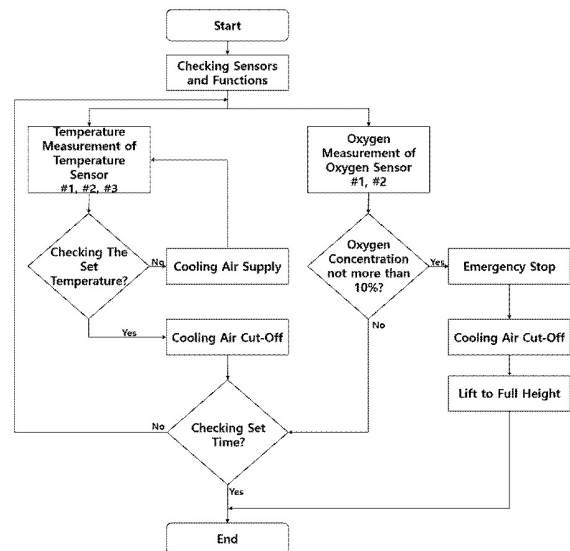 Start
Checking Sensors
and Functions
Temperature
Measurement of
Temperature
Sensor
#1, #2, #3
Oxygen
Measurement of
Oxygen Sensor
#1, #2
Checking The
Set
Temperature?
No
Cooling Air Supply
Oxygen
Concentration
not more than
10%?
Yes
Emergency Stop
Yes
Cooling Air Cut-Off
No
Cooling Air Cut-Off
Lift to Full Height
No
Checking Set
Time?
Yes
End